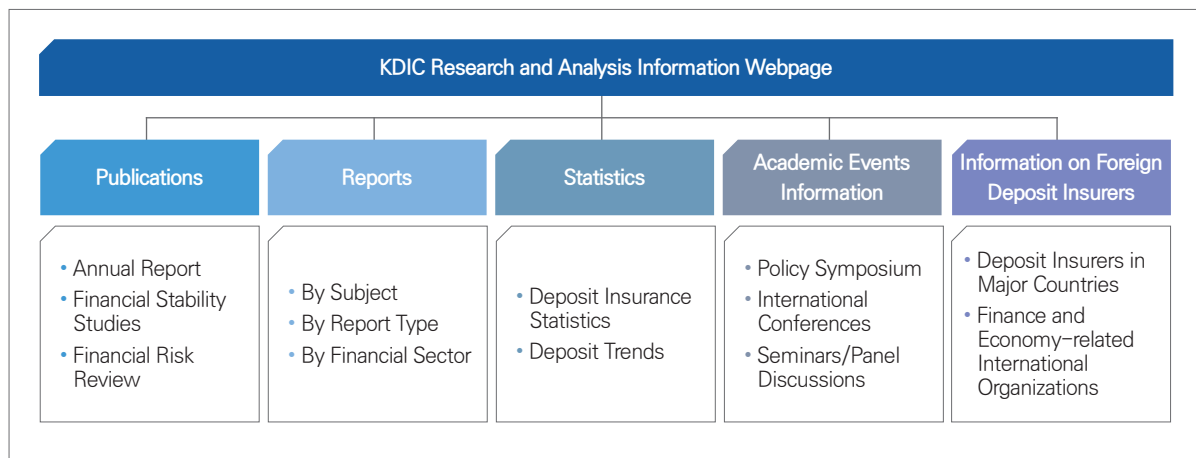 KDIC Research and Analysis Information Webpage
Publications
• Annual Report
• Financial Stability
Studies
• Financial Risk
Review
Reports
• By Subject
• By Report Type
• By Financial Sector
Statistics
• Deposit Insurance
Statistics
• Deposit Trends
Academic Events
Information
• Policy Symposium
• International
Conferences
• Seminars/Panel
Discussions
Information on Foreign
Deposit Insurers
• Deposit Insurers in
Major Countries
• Finance and
Economy-related
International
Organizations